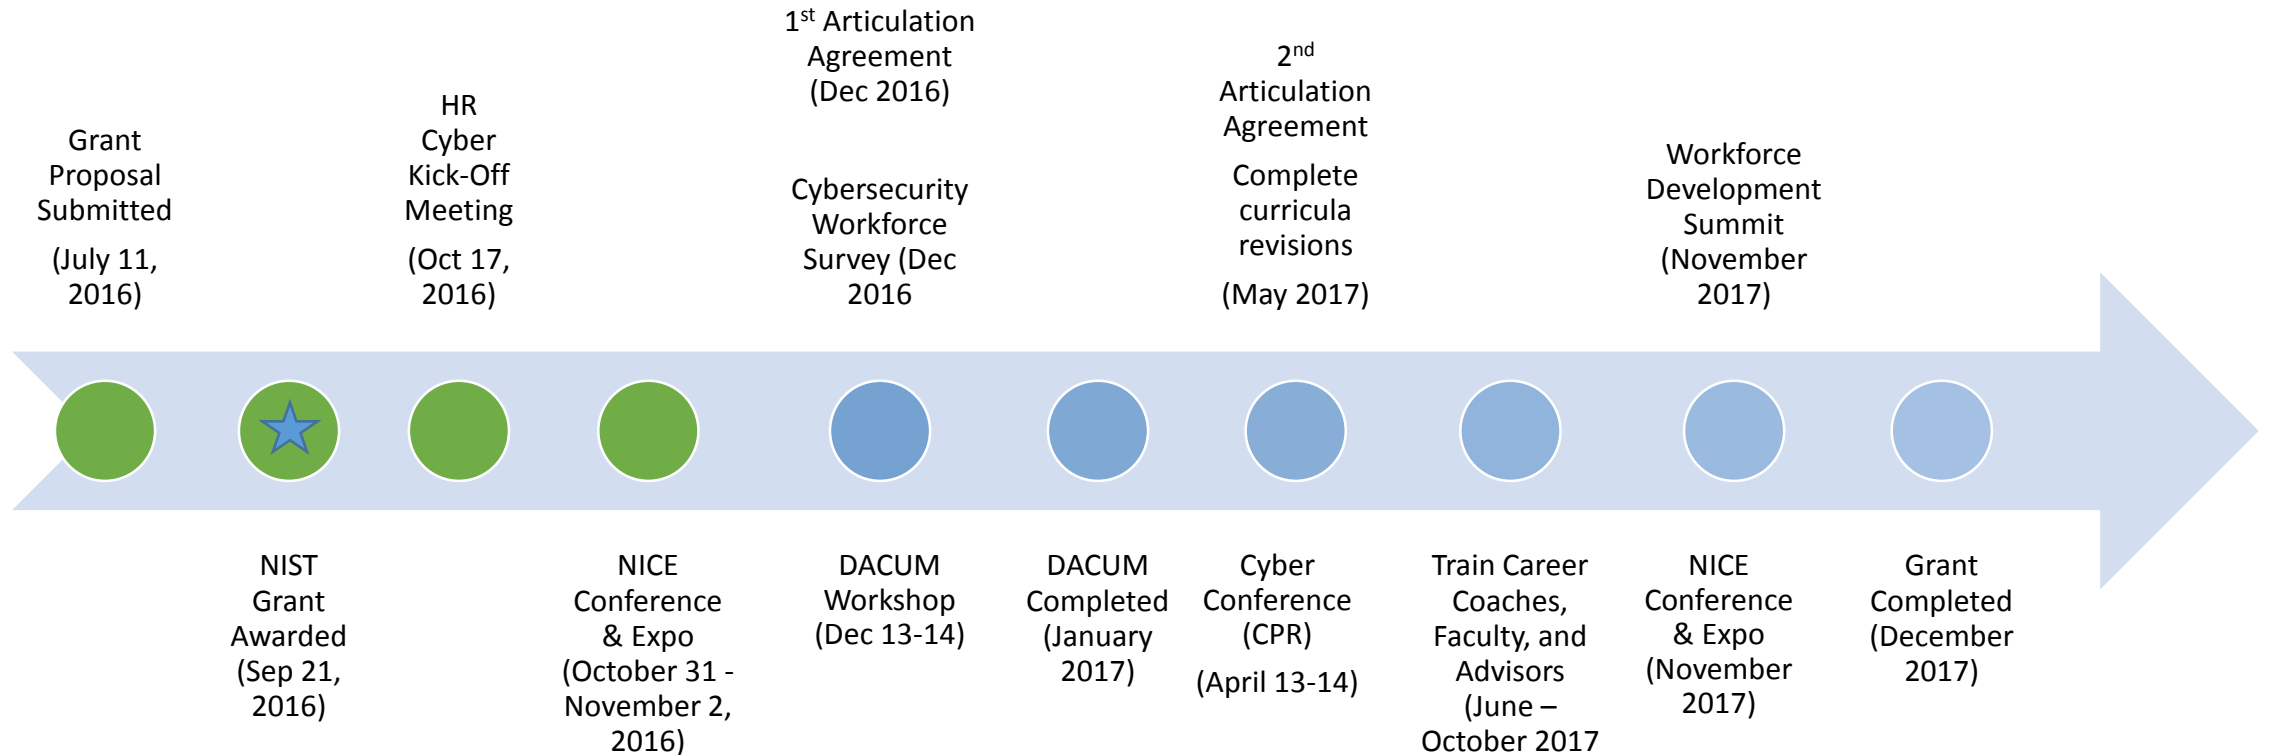 Grant
Proposal
Submitted
(July 11,
2016)
HR
Cyber
Kick-Off
Meeting
(Oct 17,
2016)
1st Articulation
Agreement
(Dec 2016)
Cybersecurity
Workforce
Survey (Dec
2016
2nd
Articulation
Agreement
Complete
curricula
revisions
(May 2017)
Workforce
Development
Summit
(November
2017)
NIST
Grant
Awarded
(Sep 21,
2016)
NICE
Conference
& Expo
(October 31 -
November 2,
2016)
DACUM
Workshop
(Dec 13-14)
DACUM
Completed
(January
2017)
Cyber
Conference
(CPR)
(April 13-14)
Train Career
Coaches,
Faculty, and
Advisors
(June –
October 2017
NICE
Conference
& Expo
(November
2017)
Grant
Completed
(December
2017)